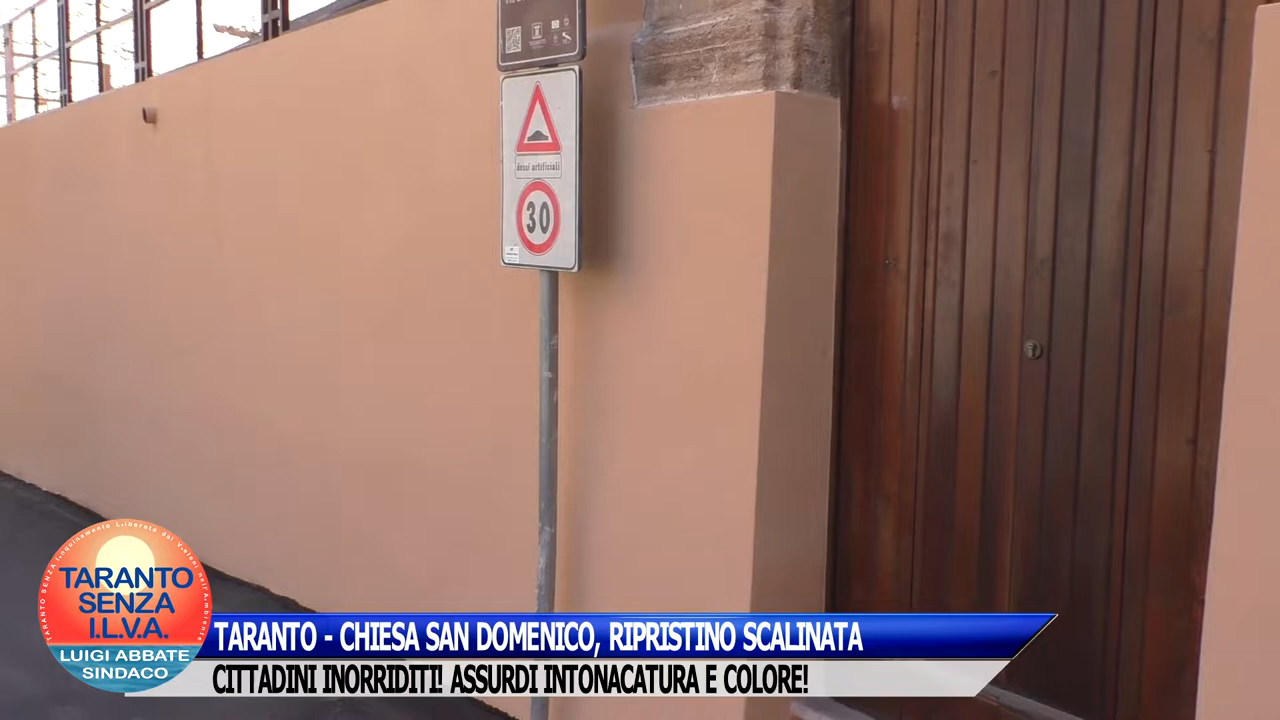 dossi artificiali
30
TARANTO
SENZA
I.L.V.A.
LUIGI ABBATE
SINDACO
TARANTO - CHIESA SAN DOMENICO, RIPRISTINO SCALINATA
CITTADINI INORRIDITI! ASSURDI INTONACATURA E COLORE!